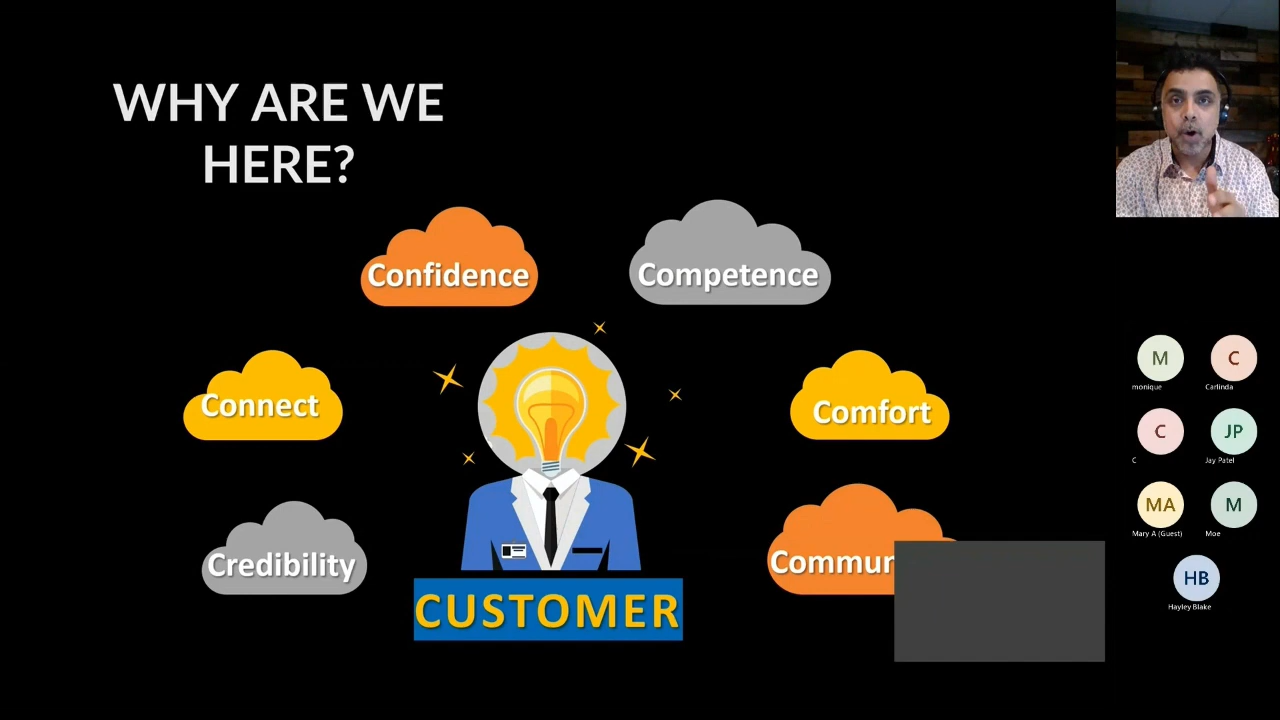 WHY ARE WE
HERE?
Confidence
Competence
Connect
Comfort
Credibility
CUSTOMER
M
monique
C
Carlinda
C
C
JP
Jay Patel
MA
Mary A (Guest)
M
Moe
HB
Hayley Blake